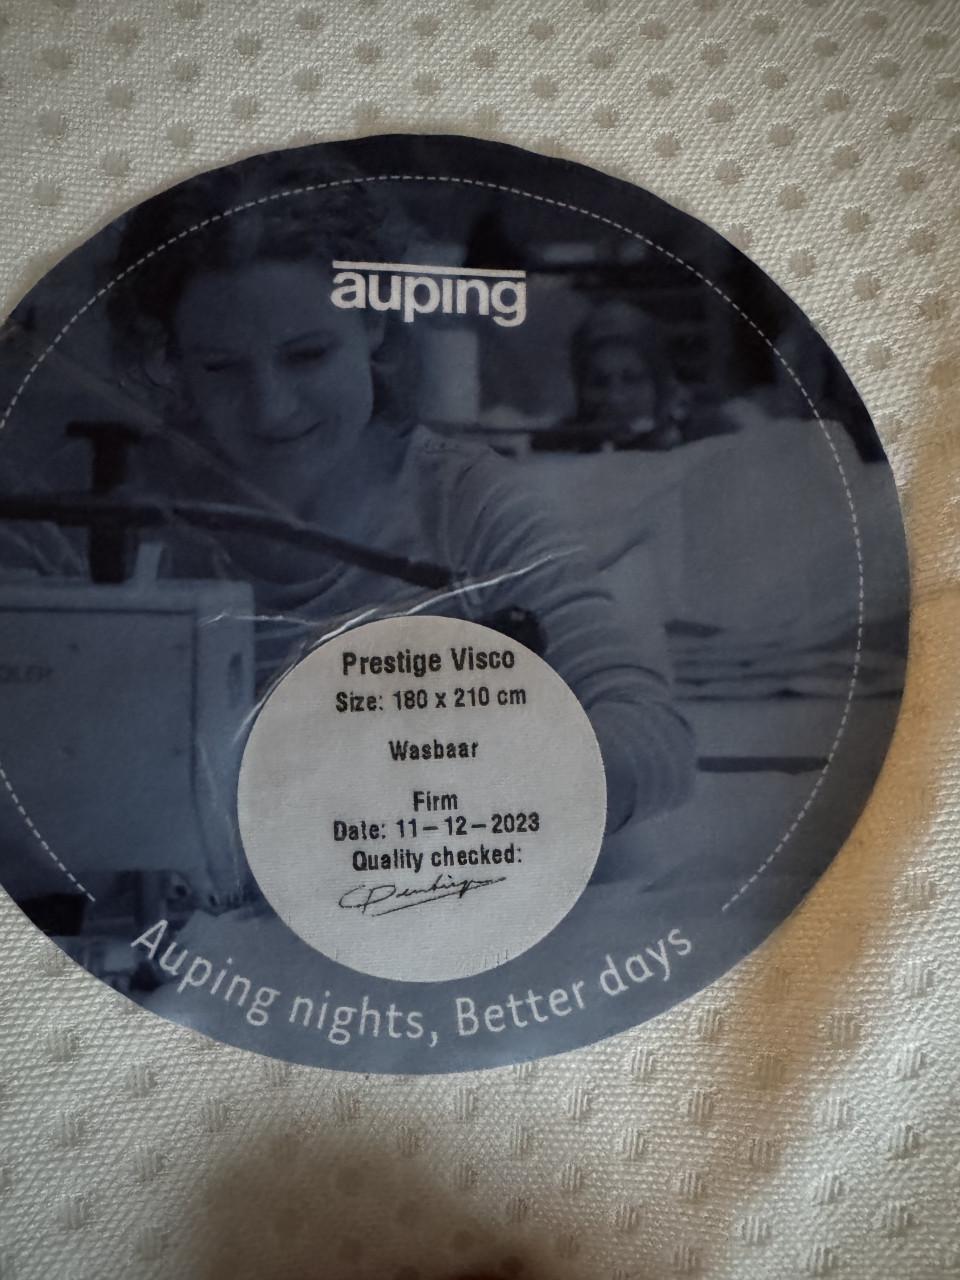 auping
Prestige Visco
Size: 180 x 210 cm
Wasbaar
Firm
Date: 11-12-2023
Quality checked:
Auping nights, Better days